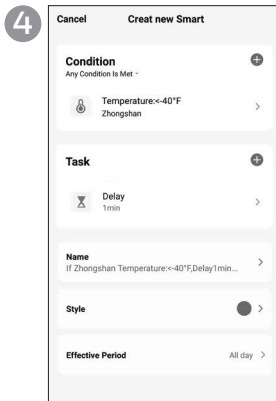 4
Cancel Creat new Smart
Condition
Any Condition Is Met
Temperature:<-40°F
Zhongshan
Task
Delay
1min
Name
If Zhongshan Temperature:<-40°F,Delay1min...
Style
Effective Period All day